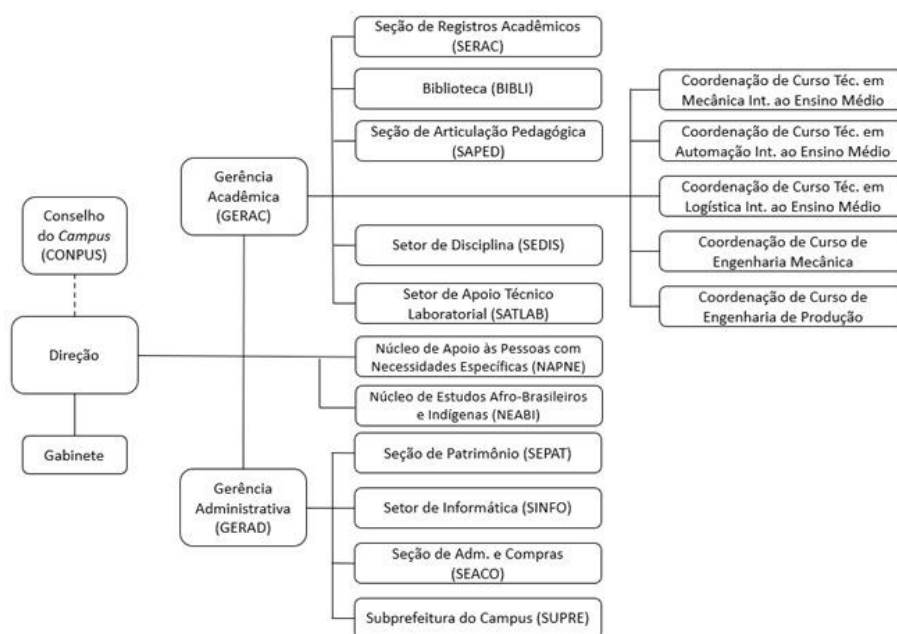 Conselho
do Campus
(CONPUS)
Direção
Gabinete
Gerência
Acadêmica
(GERAC)
Gerência
Administrativa
(GERAD)
Seção de Registros Acadêmicos
(SERAC)
Biblioteca (BIBLI)
Seção de Articulação Pedagógica
(SAPED)
Setor de Disciplina (SEDIS)
Setor de Apoio Técnico
Laboratorial (SATLAB)
Núcleo de Apoio às Pessoas com
Necessidades Específicas (NAPNE)
Núcleo de Estudos Afro-Brasileiros
e Indígenas (NEABI)
Seção de Patrimônio (SEPAT)
Setor de Informática (SINFO)
Seção de Adm. e Compras
(SEACO)
Subprefeitura do Campus (SUPRE)
Coordenação de Curso Téc. em
Mecânica Int. ao Ensino Médio
Coordenação de Curso Téc. em
Automação Int. ao Ensino Médio
Coordenação de Curso Téc. em
Logística Int. ao Ensino Médio
Coordenação de Curso de
Engenharia Mecânica
Coordenação de Curso de
Engenharia de Produção